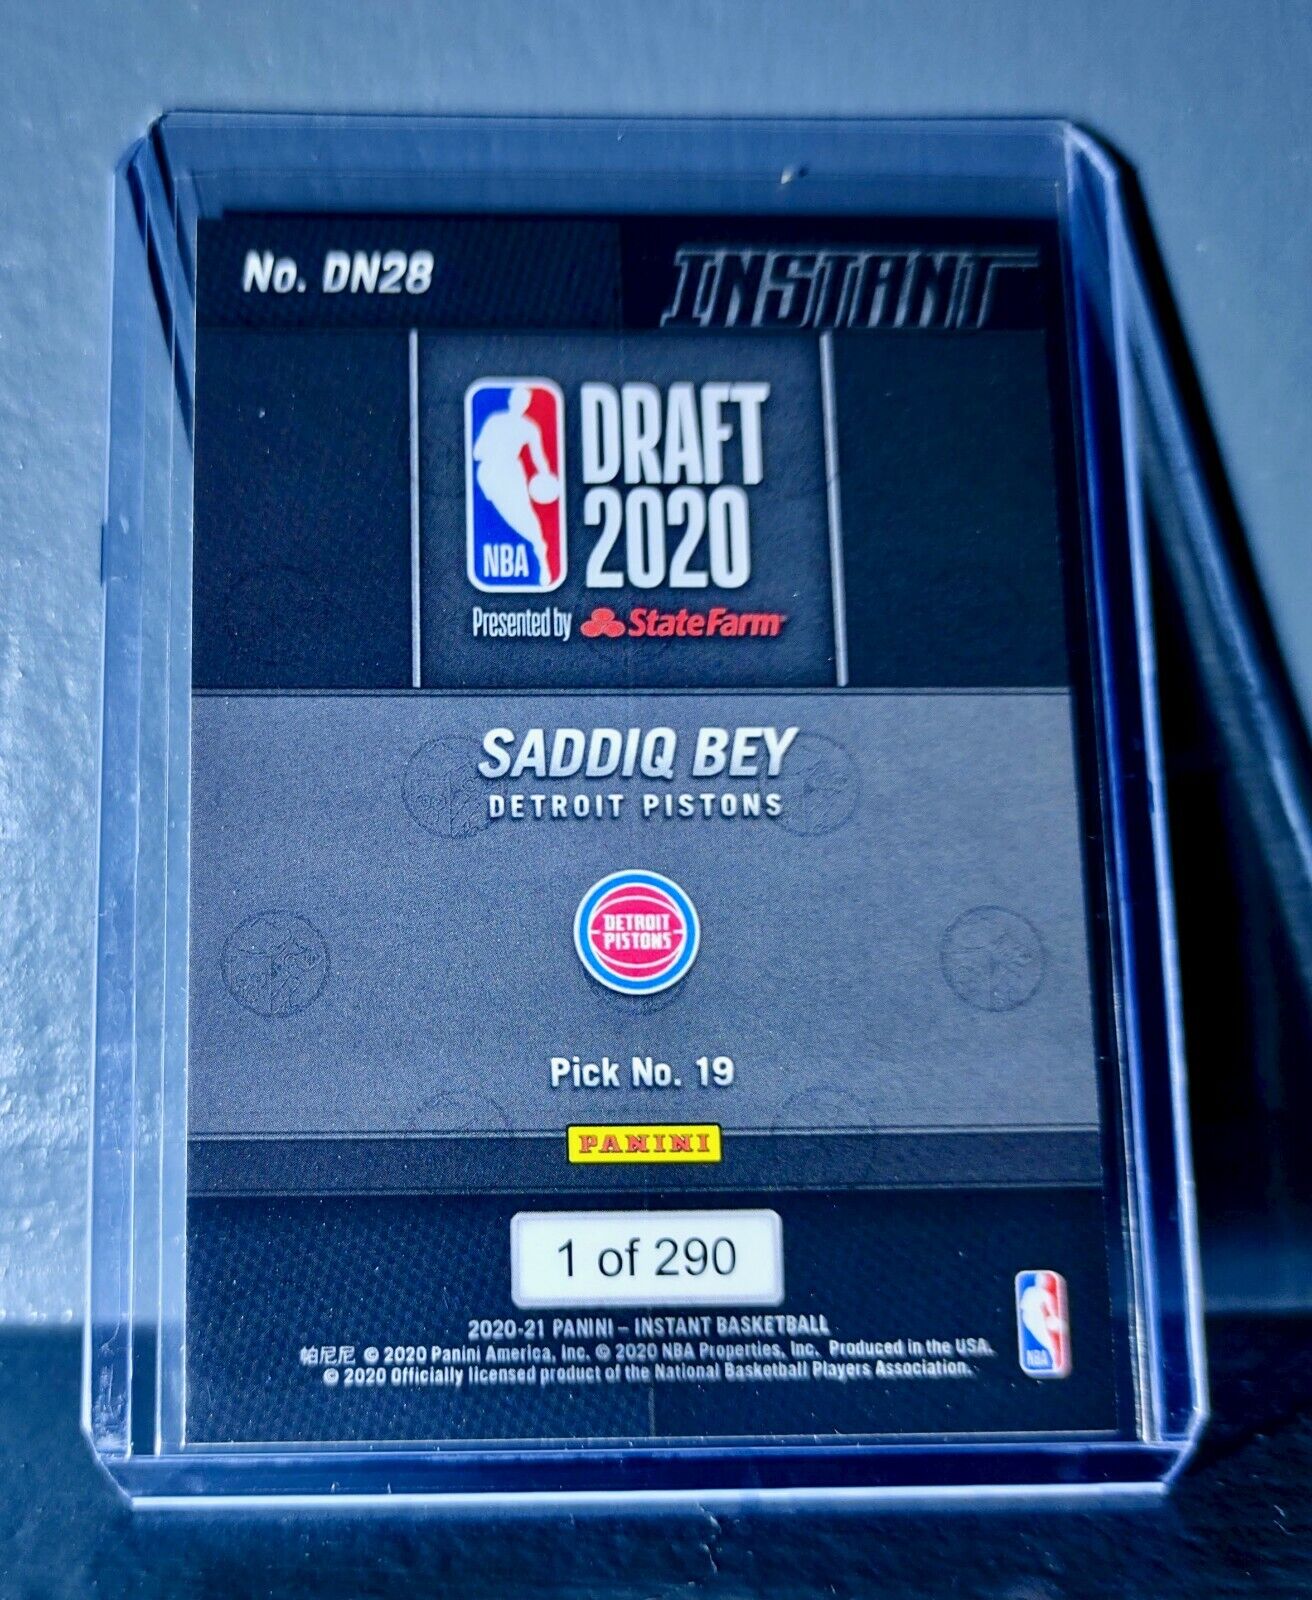 No. DN28 INSTANT
DRAFT
2020
NBA
Presented by StateFarm
SADDIQ BEY
DETROIT PISTONS
DETROIT
PISTONS
Pick No. 19
PANINI
1 of 290
2020-21 PANINI – INSTANT BASKETBALL
帕尼尼 © 2020 Panini America, Inc. © 2020 NBA Properties, Inc. Produced in the USA.
© 2020 Officially licensed product of the National Basketball Players Association.
NBA